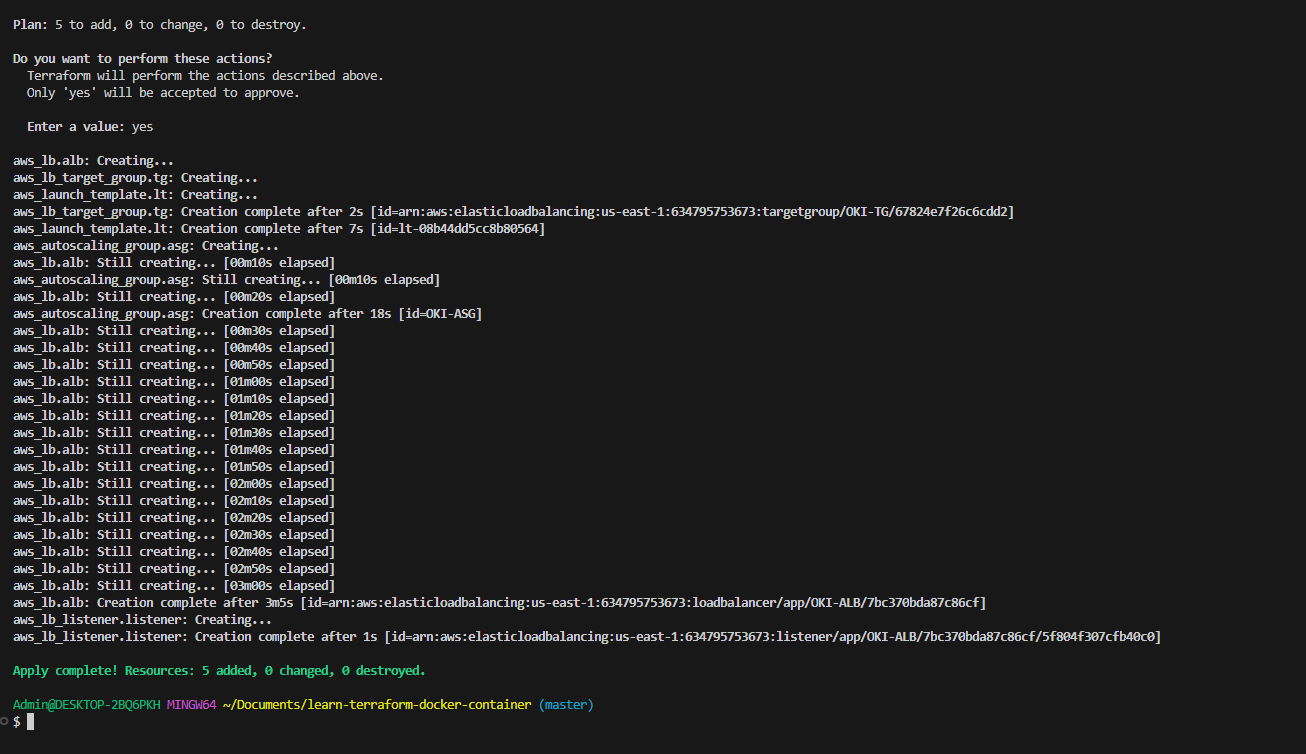 Plan: 5 to add, 0 to change, 0 to destroy.
Do you want to perform these actions?
Terraform will perform the actions described above.
Only 'yes' will be accepted to approve.
Enter a value: yes
aws_lb.alb: Creating...
aws_lb_target_group.tg: Creating...
aws_launch_template.lt: Creating...
aws_lb_target_group.tg: Creation complete after 2s [id=arn:aws:elasticloadbalancing:us-east-1:634795753673:targetgroup/OKI-TG/67824e7f26c6cdd2]
aws_launch_template.lt: Creation complete after 7s [id=lt-08b44dd5cc8b80564]
aws_autoscaling_group.asg: Creating...
aws_lb.alb: Still creating... [00m10s elapsed]
aws_autoscaling_group.asg: Still creating... [00m10s elapsed]
aws_lb.alb: Still creating... [00m20s elapsed]
aws_autoscaling_group.asg: Creation complete after 18s [id=OKI-ASG]
aws_lb.alb: Still creating... [00m30s elapsed]
aws_lb.alb: Still creating... [00m40s elapsed]
aws_lb.alb: Still creating... [00m50s elapsed]
aws_lb.alb: Still creating... [01m00s elapsed]
aws_lb.alb: Still creating... [01m10s elapsed]
aws_lb.alb: Still creating... [01m20s elapsed]
aws_lb.alb: Still creating... [01m30s elapsed]
aws_lb.alb: Still creating... [01m40s elapsed]
aws_lb.alb: Still creating... [01m50s elapsed]
aws_lb.alb: Still creating... [02m00s elapsed]
aws_lb.alb: Still creating... [02m10s elapsed]
aws_lb.alb: Still creating... [02m20s elapsed]
aws_lb.alb: Still creating... [02m30s elapsed]
aws_lb.alb: Still creating... [02m40s elapsed]
aws_lb.alb: Still creating... [02m50s elapsed]
aws_lb.alb: Still creating... [03m00s elapsed]
aws_lb.alb: Creation complete after 3m5s [id=arn:aws:elasticloadbalancing:us-east-1:634795753673:loadbalancer/app/OKI-ALB/7bc370bda87c86cf]
aws_lb_listener.listener: Creating...
aws_lb_listener.listener: Creation complete after 1s [id=arn:aws:elasticloadbalancing:us-east-1:634795753673:listener/app/OKI-ALB/7bc370bda87c86cf/5f804f307cfb40c0]
Apply complete! Resources: 5 added, 0 changed, 0 destroyed.
Admin@DESKTOP-2BQ6PKH MINGW64 ~/Documents/learn-terraform-docker-container (master)
$